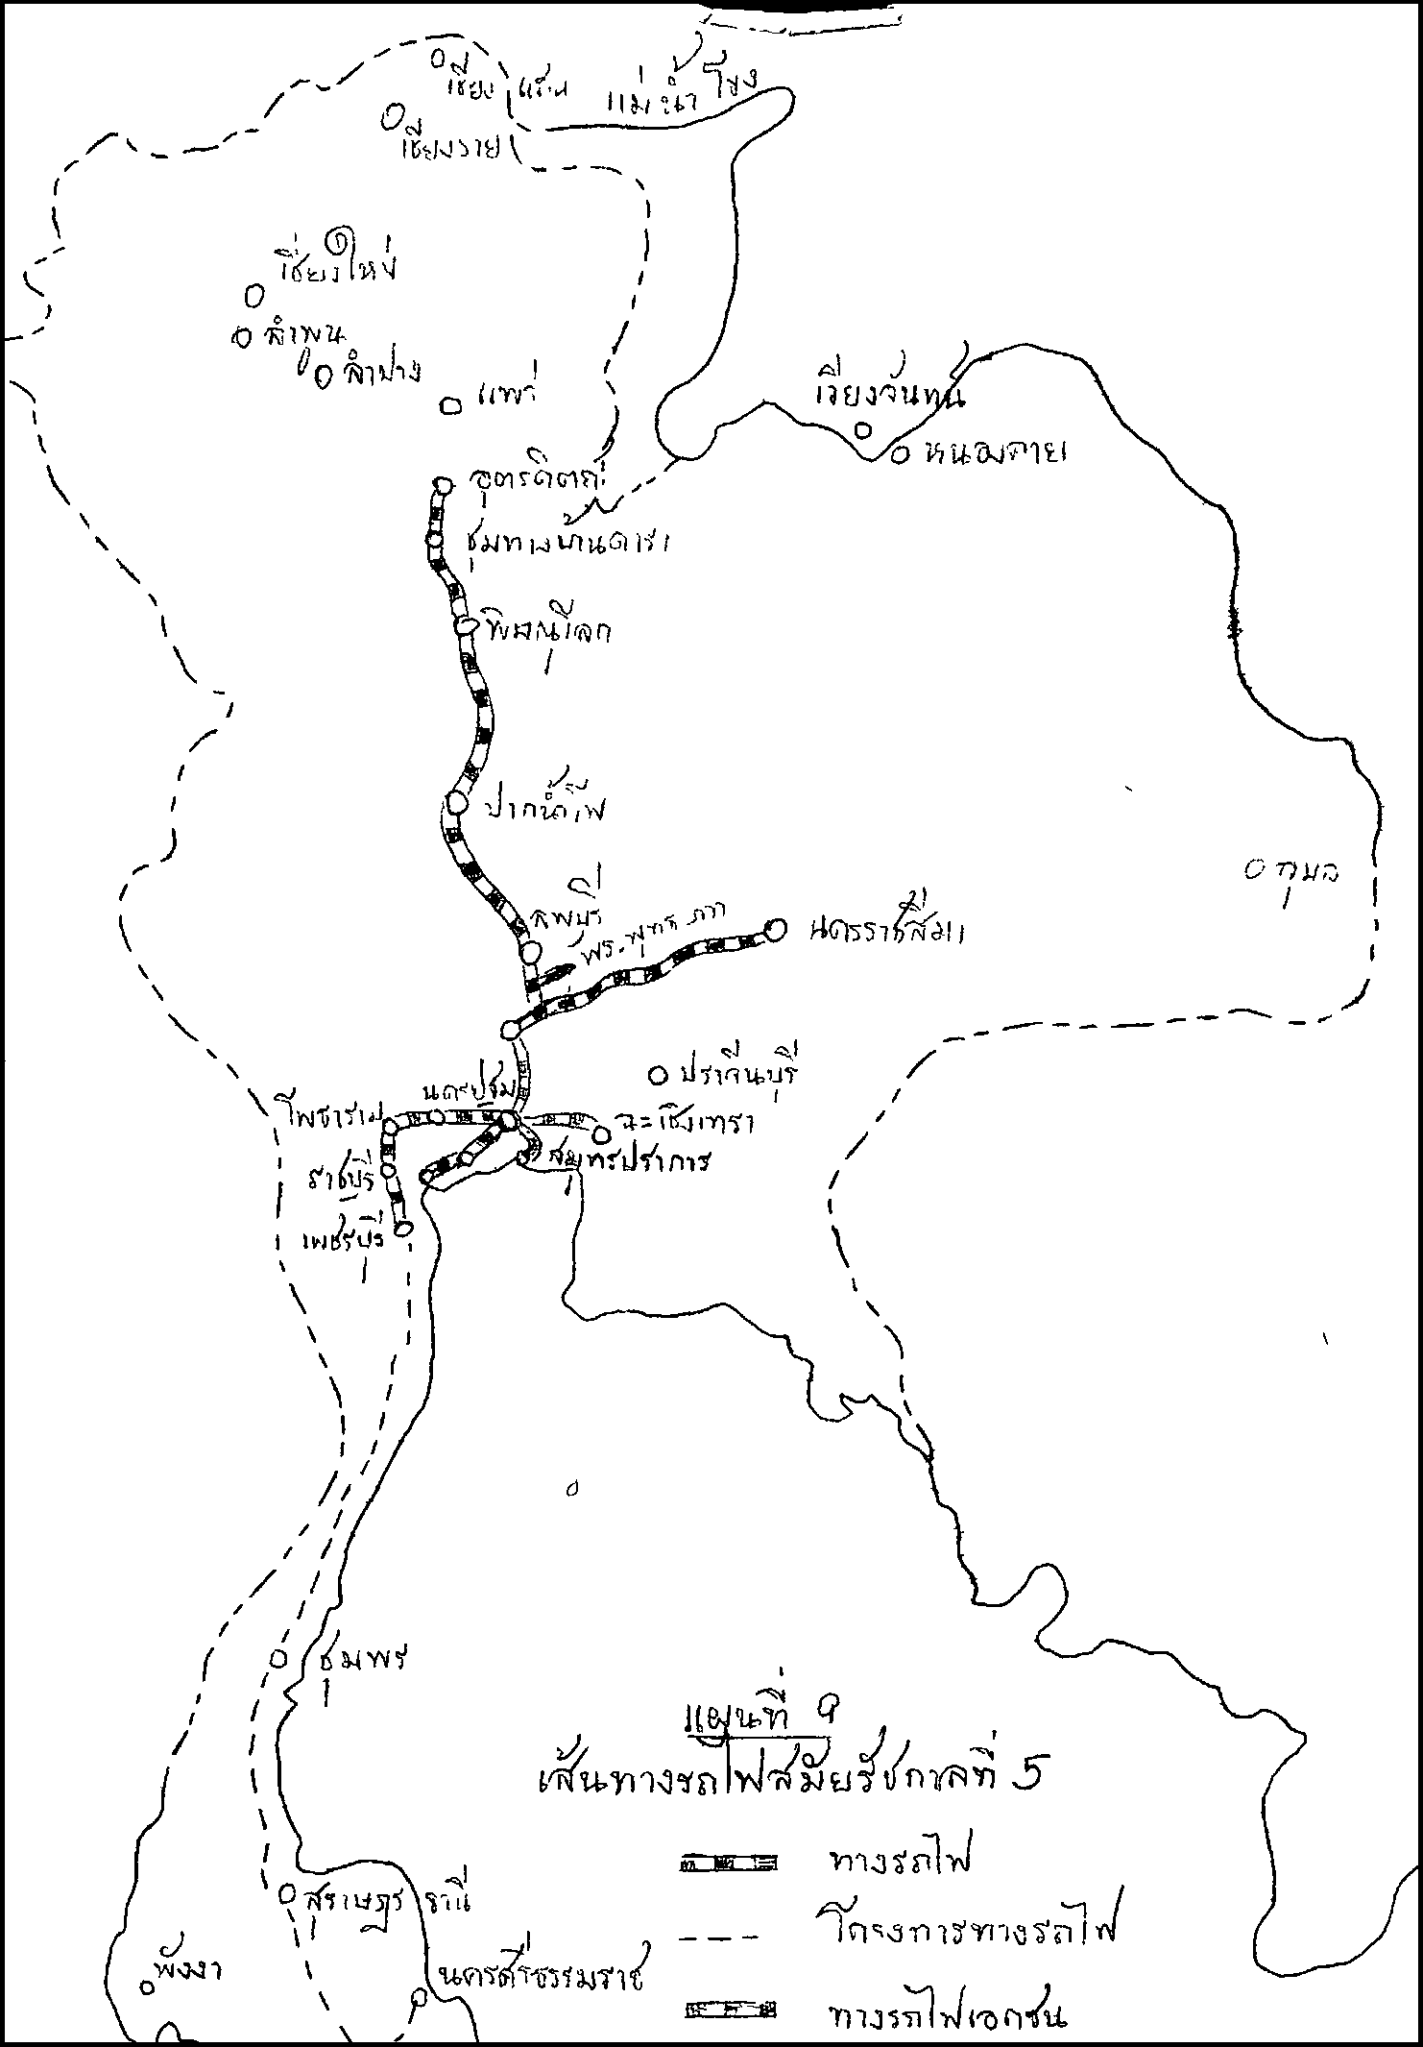 เชียงแสน
แม่น้ำโขง
เชียงราย
เชียงใหม่
ลำพูน
ลำปาง
แพร่
เวียงจันทน์
หนองคาย
อุตรดิตถ์
ชุมทางบ้านดารา
พิษณุโลก
ปากน้ำโพ
ลพบุรี
พระพุทธบาท
นครราชสีมา
ปราจีนบุรี
นครปฐม
โพธาราม
ฉะเชิงเทรา
สมุทรปราการ
ราชบุรี
เพชรบุรี
ชุมพร
แผนที่ ๑
เส้นทางรถไฟสมัยรัชกาลที่ 5
ทางรถไฟ
สุราษฎร์ธานี
โครงการทางรถไฟ
พังงา
นครศรีธรรมราช
ทางรถไฟเอกชน